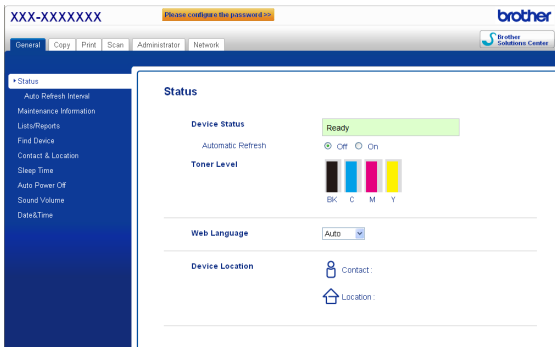 XXX-XXXXXXX
Please configure the password >>
brother
General Copy Print Scan Administrator Network
Brother
Solutions Center
Status
Auto Refresh Interval
Maintenance Information
Lists/Reports
Find Device
Contact & Location
Sleep Time
Auto Power Off
Sound Volume
Date&Time
Status
Device Status Ready
Automatic Refresh Off On
Toner Level
BK C M Y
Web Language Auto
Device Location Contact :
Location :